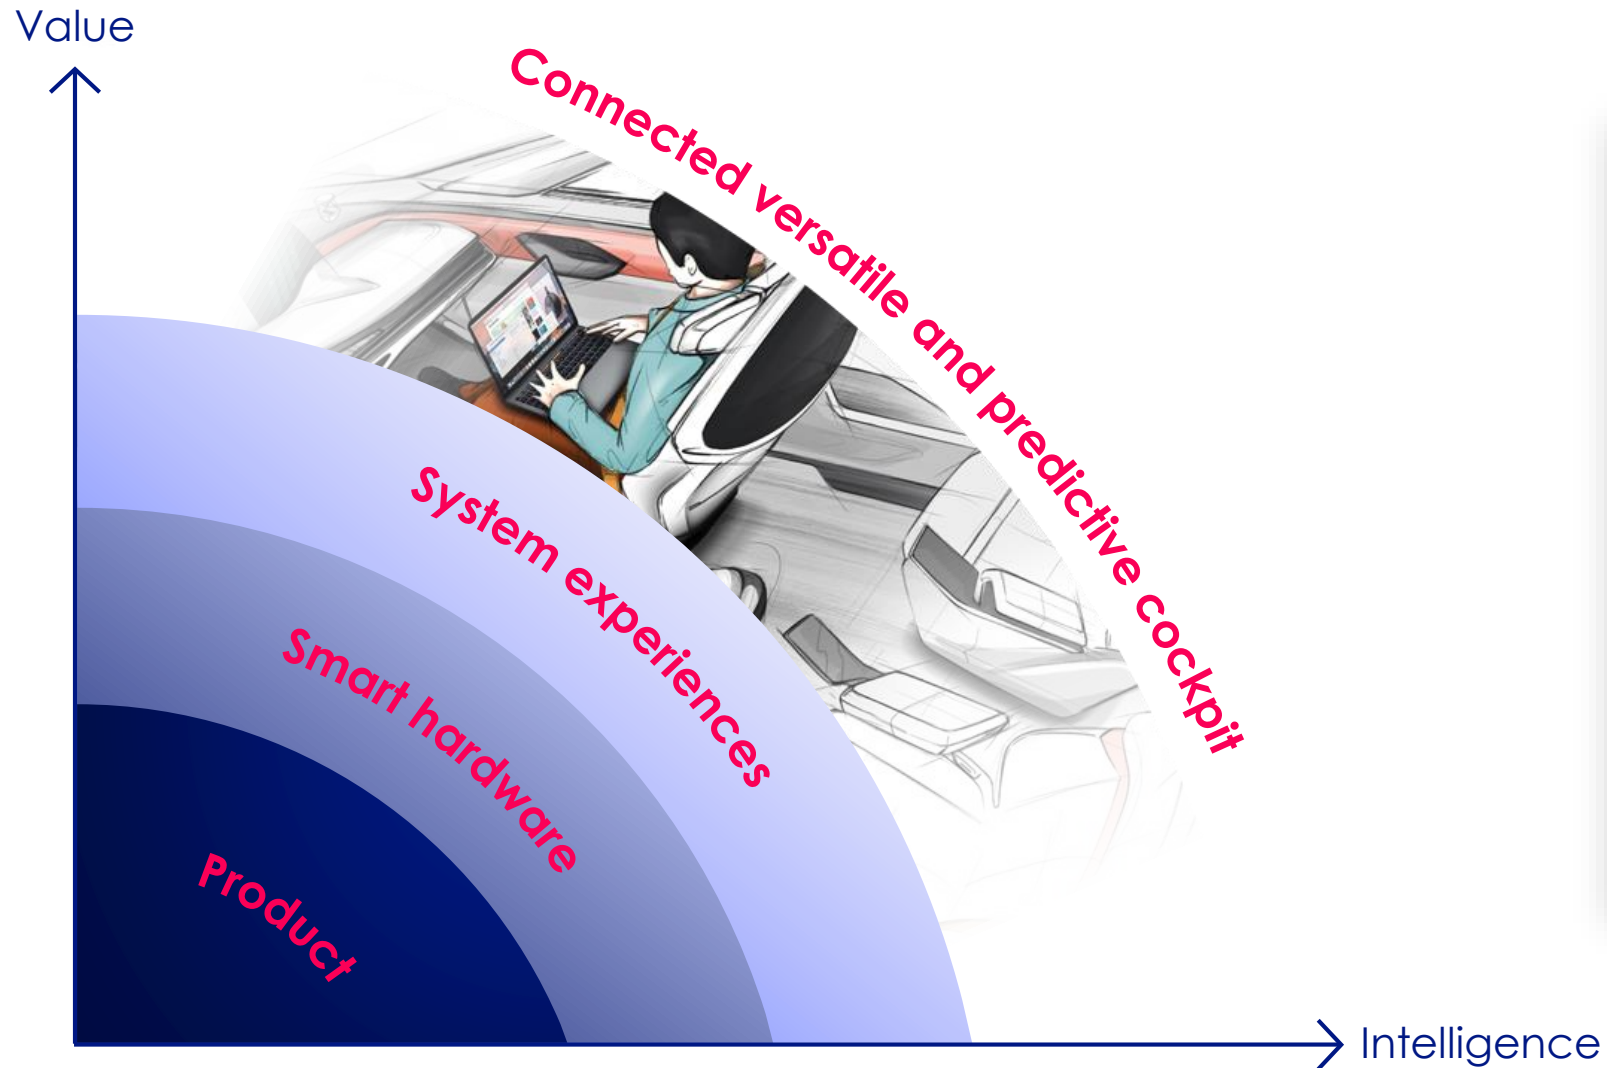 Value
Connected versatile and predictive cockpit
System experiences
Smart hardware
Product
Intelligence